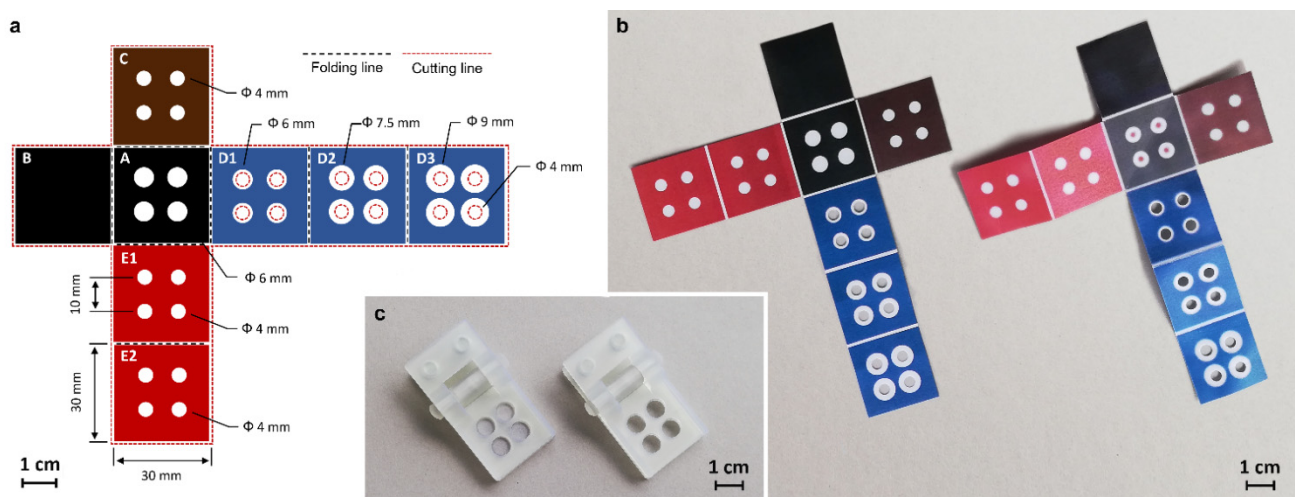 a
C
Folding line
Cutting line
Φ 4 mm
Φ 6 mm
Φ 7.5 mm
Φ 9 mm
B
A
D1
D2
D3
Φ 4 mm
E1
Φ 6 mm
10 mm
Φ 4 mm
E2
30 mm
Φ 4 mm
1 cm
30 mm
b
1 cm
c
1 cm